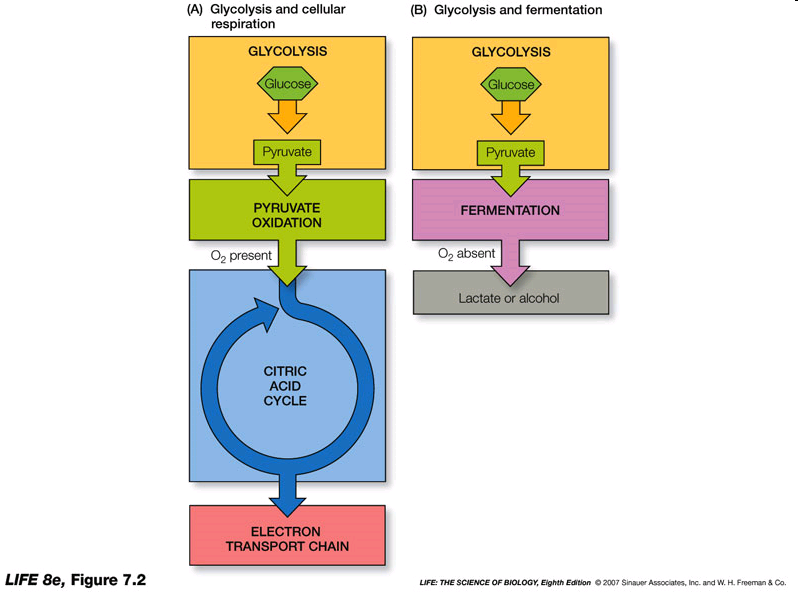 (A) Glycolysis and cellular
respiration
GLYCOLYSIS
Glucose
Pyruvate
PYRUVATE
OXIDATION
O₂ present
CITRIC
ACID
CYCLE
ELECTRON
TRANSPORT CHAIN
(B) Glycolysis and fermentation
GLYCOLYSIS
Glucose
Pyruvate
FERMENTATION
O₂ absent
Lactate or alcohol
LIFE 8e, Figure 7.2
LIFE: THE SCIENCE OF BIOLOGY, Eighth Edition © 2007 Sinauer Associates, Inc. and W. H. Freeman & Co.